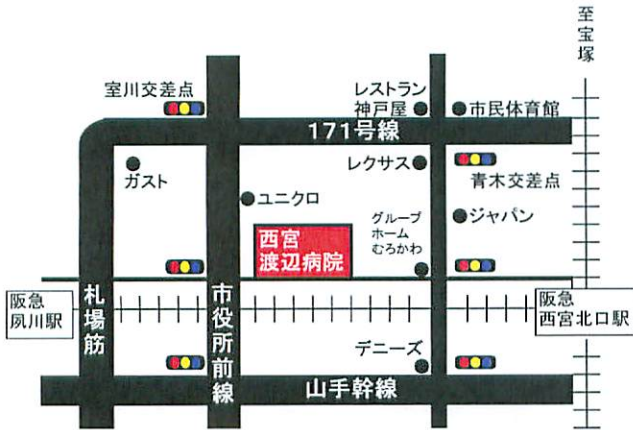 至宝塚
室川交差点
レストラン
神戸屋
市民体育館
171号線
ガスト
レクサス
青木交差点
ユニクロ
グループ
ホーム
むろかわ
ジャパン
西宮
渡辺病院
阪急
夙川駅
札場筋
市役所前線
阪急
西宮北口駅
デニーズ
山手幹線